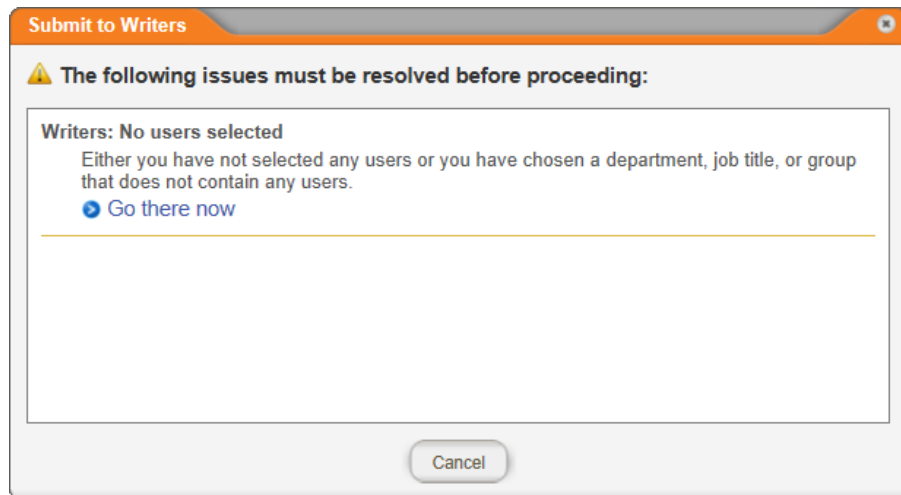 Submit to Writers
The following issues must be resolved before proceeding:
Writers: No users selected
Either you have not selected any users or you have chosen a department, job title, or group
that does not contain any users.
Go there now
Cancel